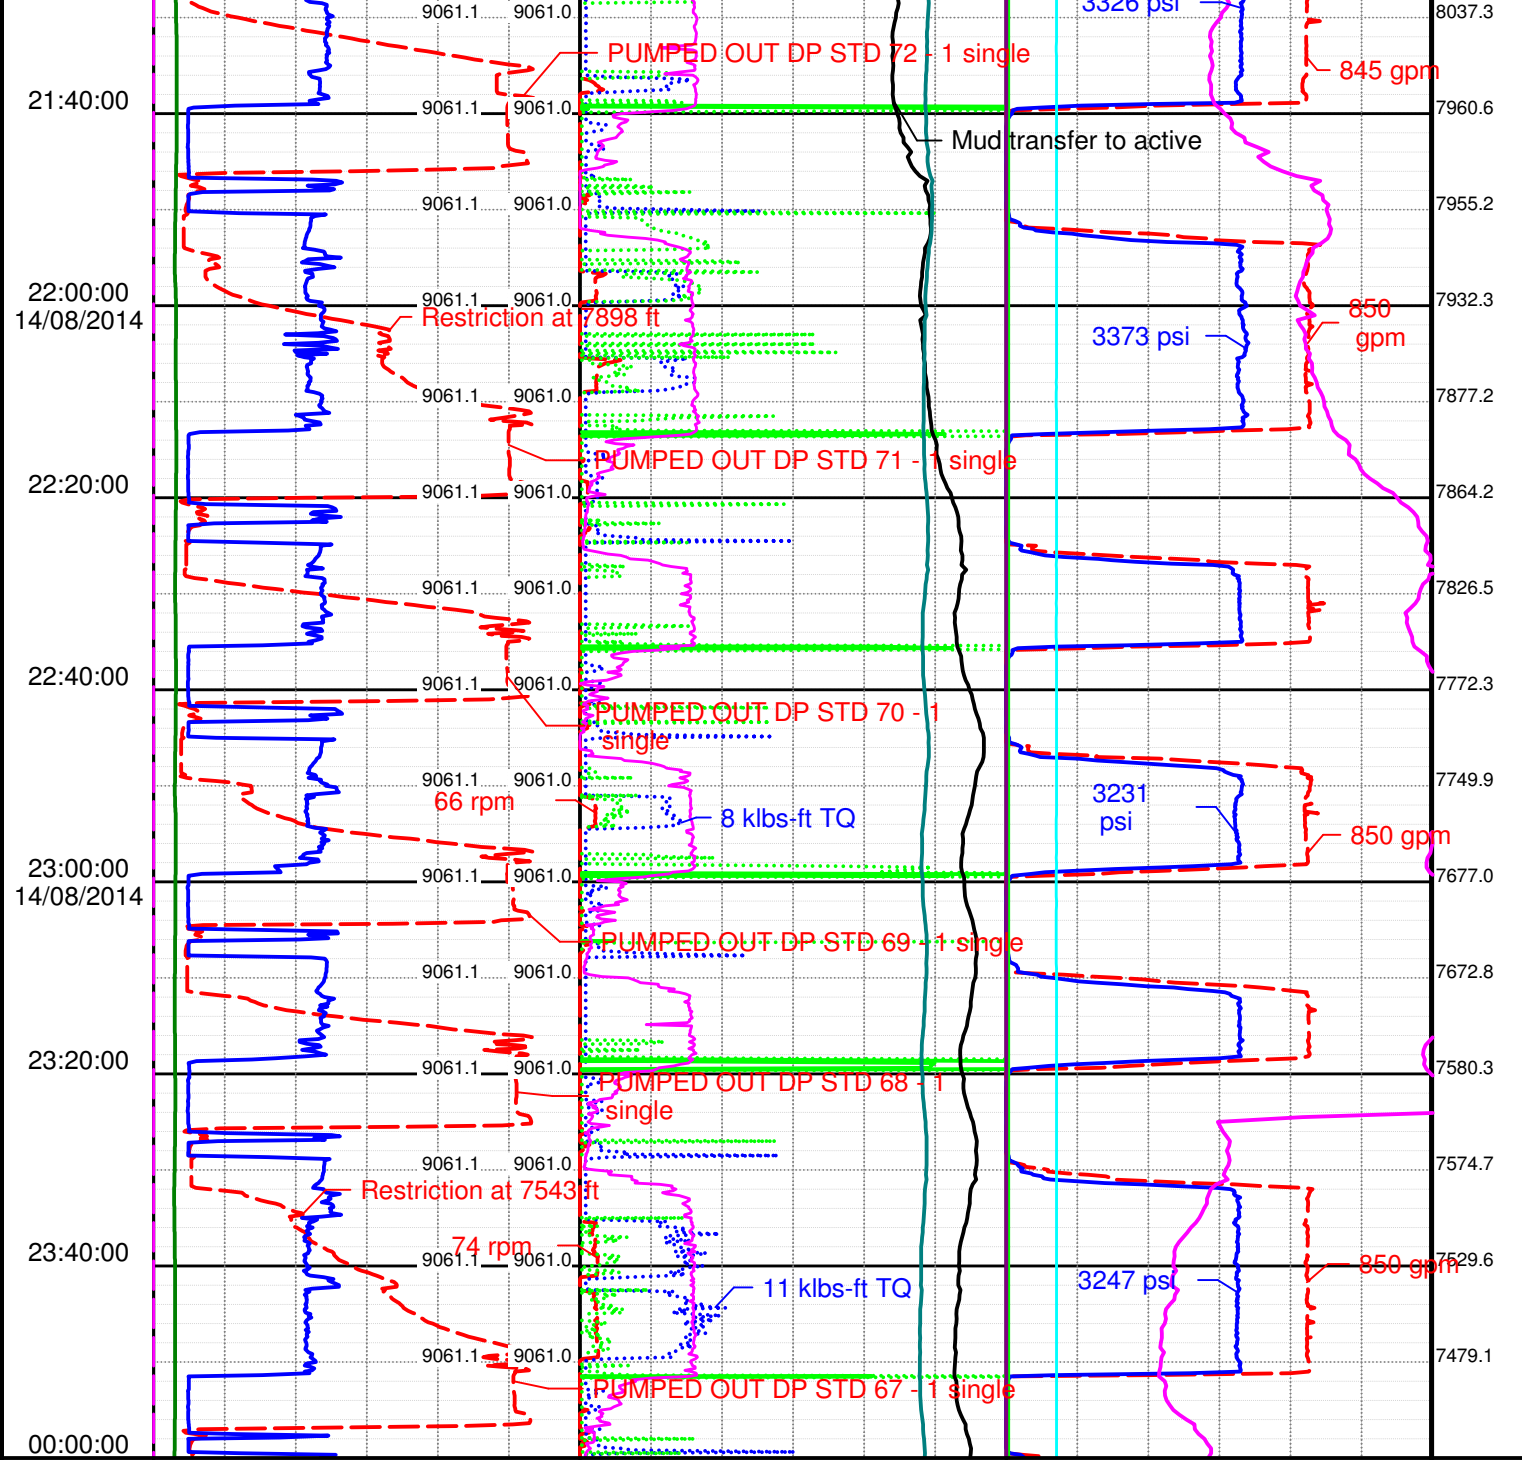 9061.1 9061.0 3326 psi 8037.3
PUMPED OUT DP STD 72 - 1 single
845 gpm
21:40:00 9061.1 9061.0 7960.6
Mud transfer to active
9061.1 9061.0 7955.2
22:00:00 9061.1 9061.0 7932.3
14/08/2014 Restriction at 7898 ft
3373 psi
850
gpm
9061.1 9061.0 7877.2
PUMPED OUT DP STD 71 - 1 single
22:20:00 9061.1 9061.0 7864.2
9061.1 9061.0 7826.5
22:40:00 9061.1 9061.0 7772.3
PUMPED OUT DP STD 70 - 1
single
9061.1 9061.0 7749.9
66 rpm
8 klbs-ft TQ
3231
psi
850 gpm
23:00:00 9061.1 9061.0 7677.0
14/08/2014
PUMPED OUT DP STD 69 - 1 single
9061.1 9061.0 7672.8
23:20:00 9061.1 9061.0 7580.3
PUMPED OUT DP STD 68 - 1
single
9061.1 9061.0 7574.7
Restriction at 7543 ft
74 rpm
23:40:00 9061.1 9061.0 7529.6
850 gpm
11 klbs-ft TQ
3247 psi
9061.1 9061.0 7479.1
PUMPED OUT DP STD 67 - 1 single
00:00:00